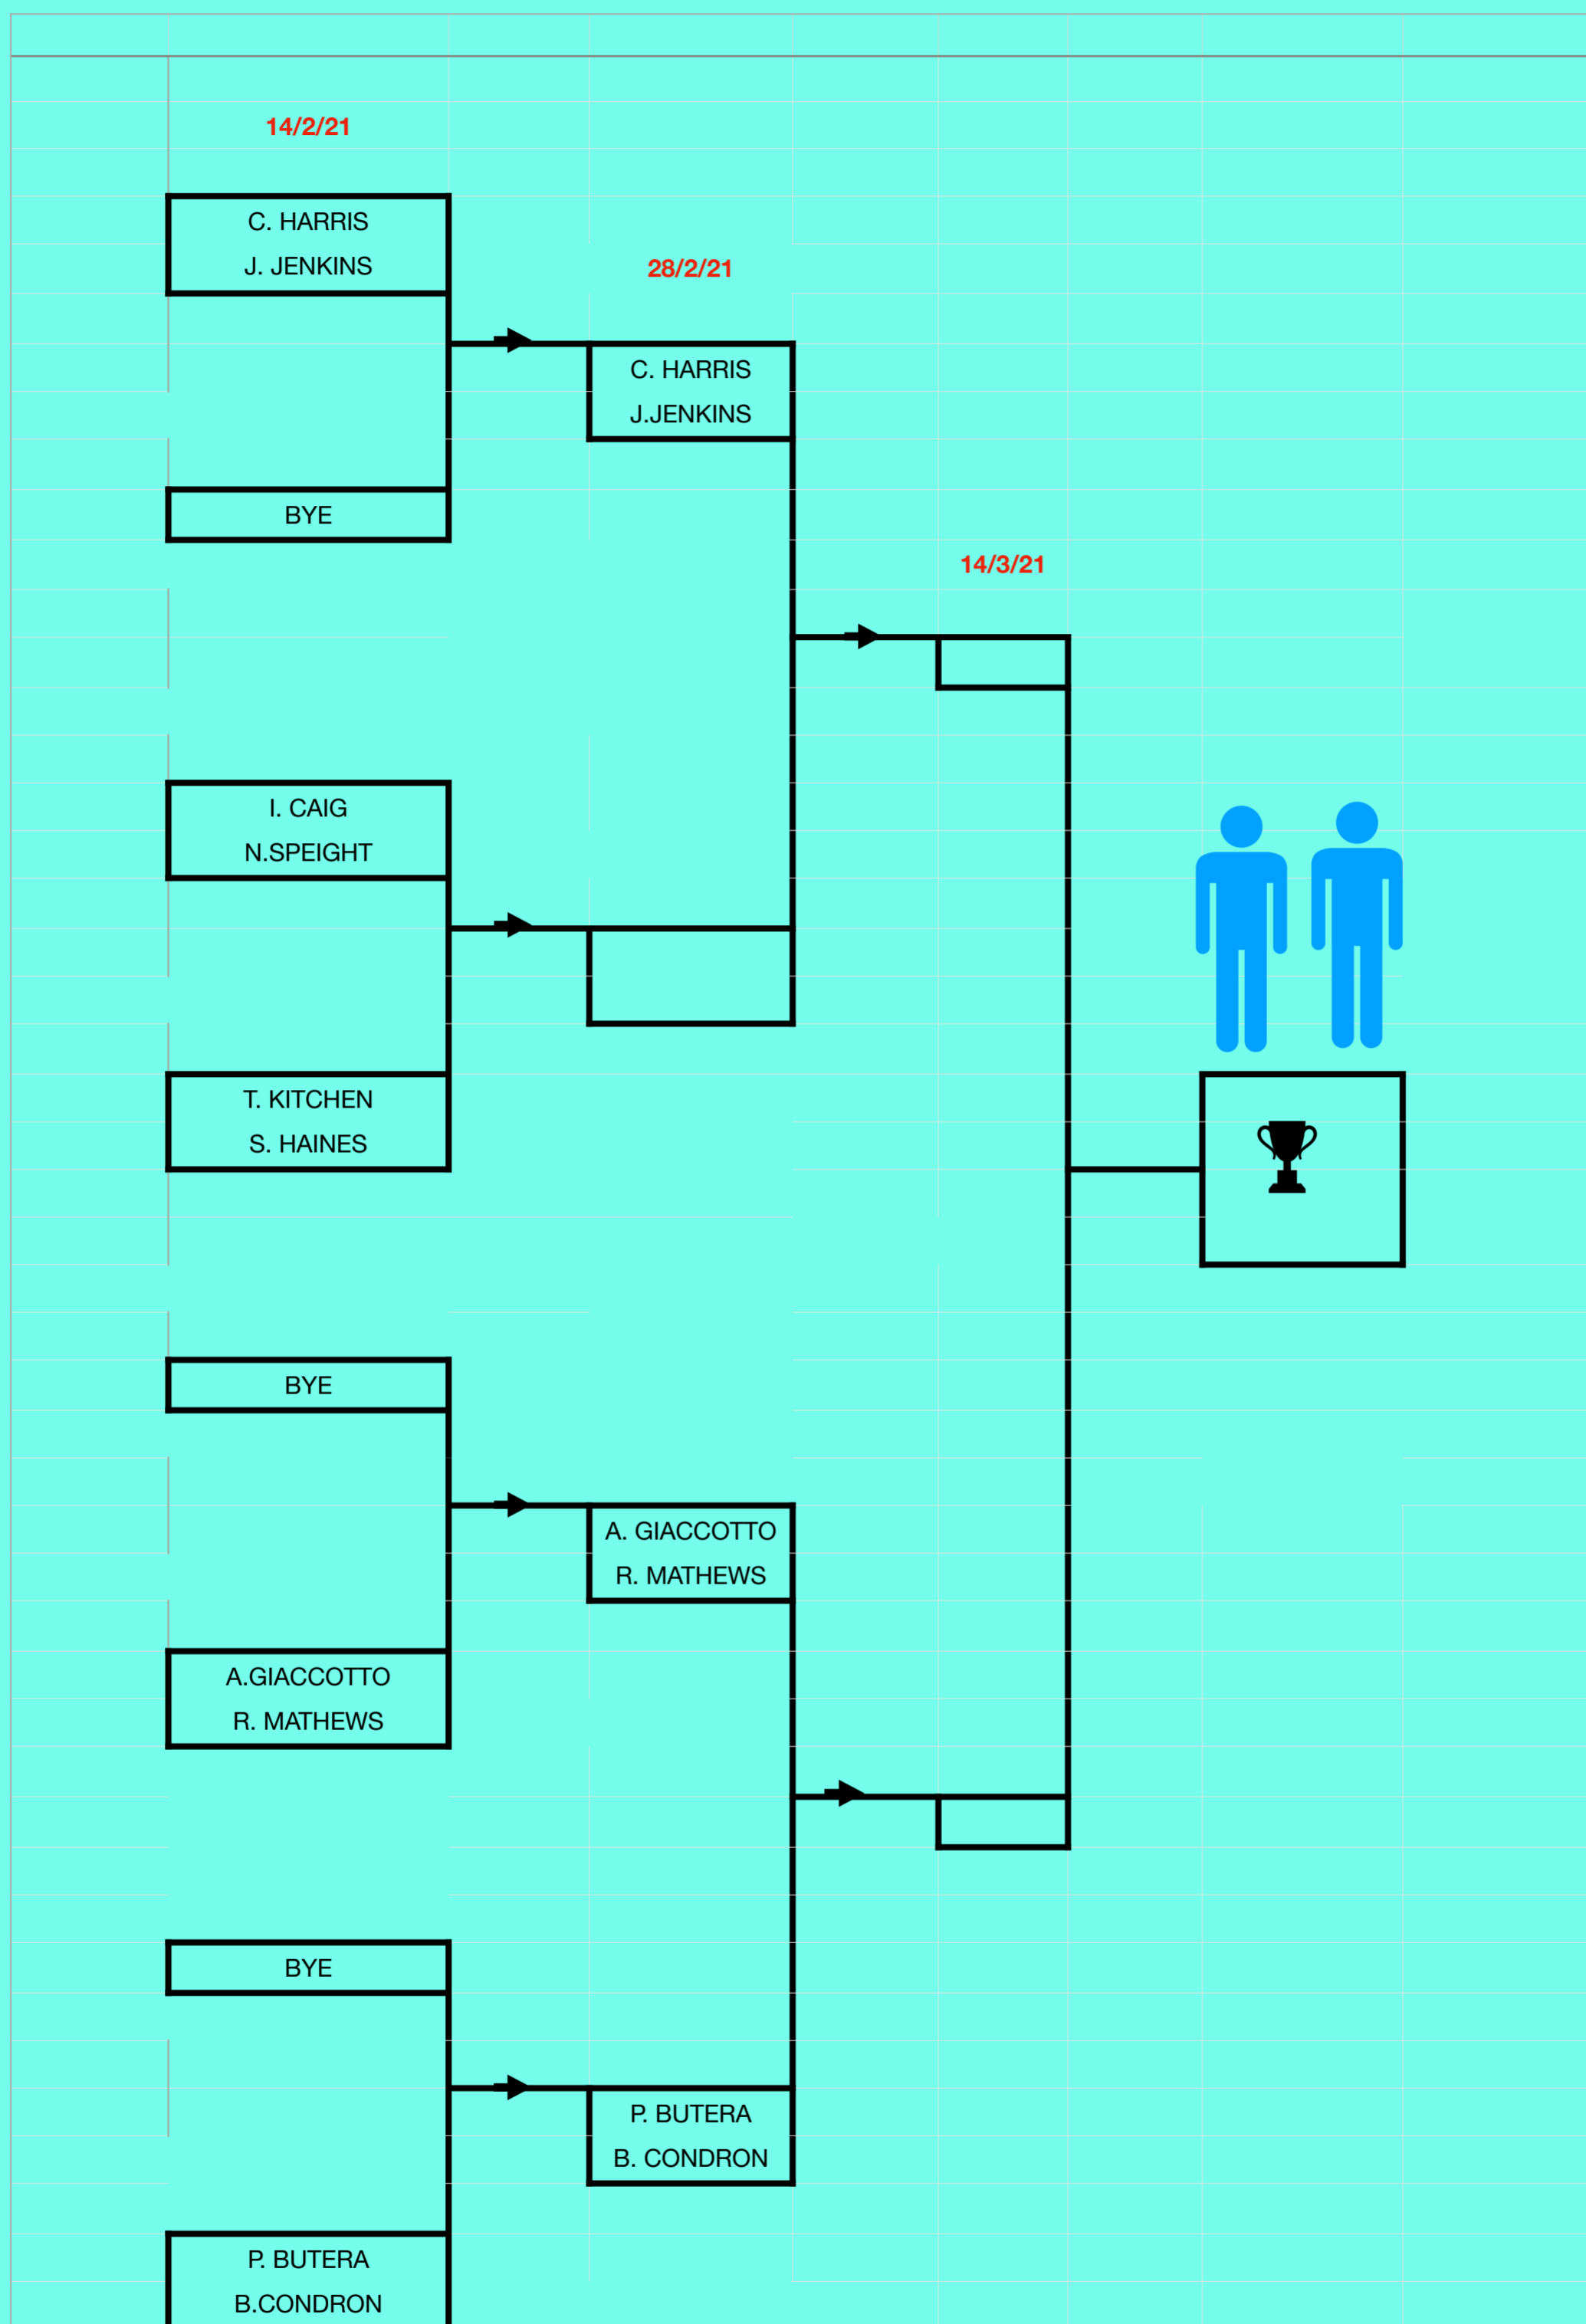 14/2/21
C. HARRIS
J. JENKINS
28/2/21
C. HARRIS
J.JENKINS
BYE
14/3/21
I. CAIG
N.SPEIGHT
T. KITCHEN
S. HAINES
BYE
A. GIACCOTTO
R. MATHEWS
A.GIACCOTTO
R. MATHEWS
BYE
P. BUTERA
B. CONDRON
P. BUTERA
B.CONDRON